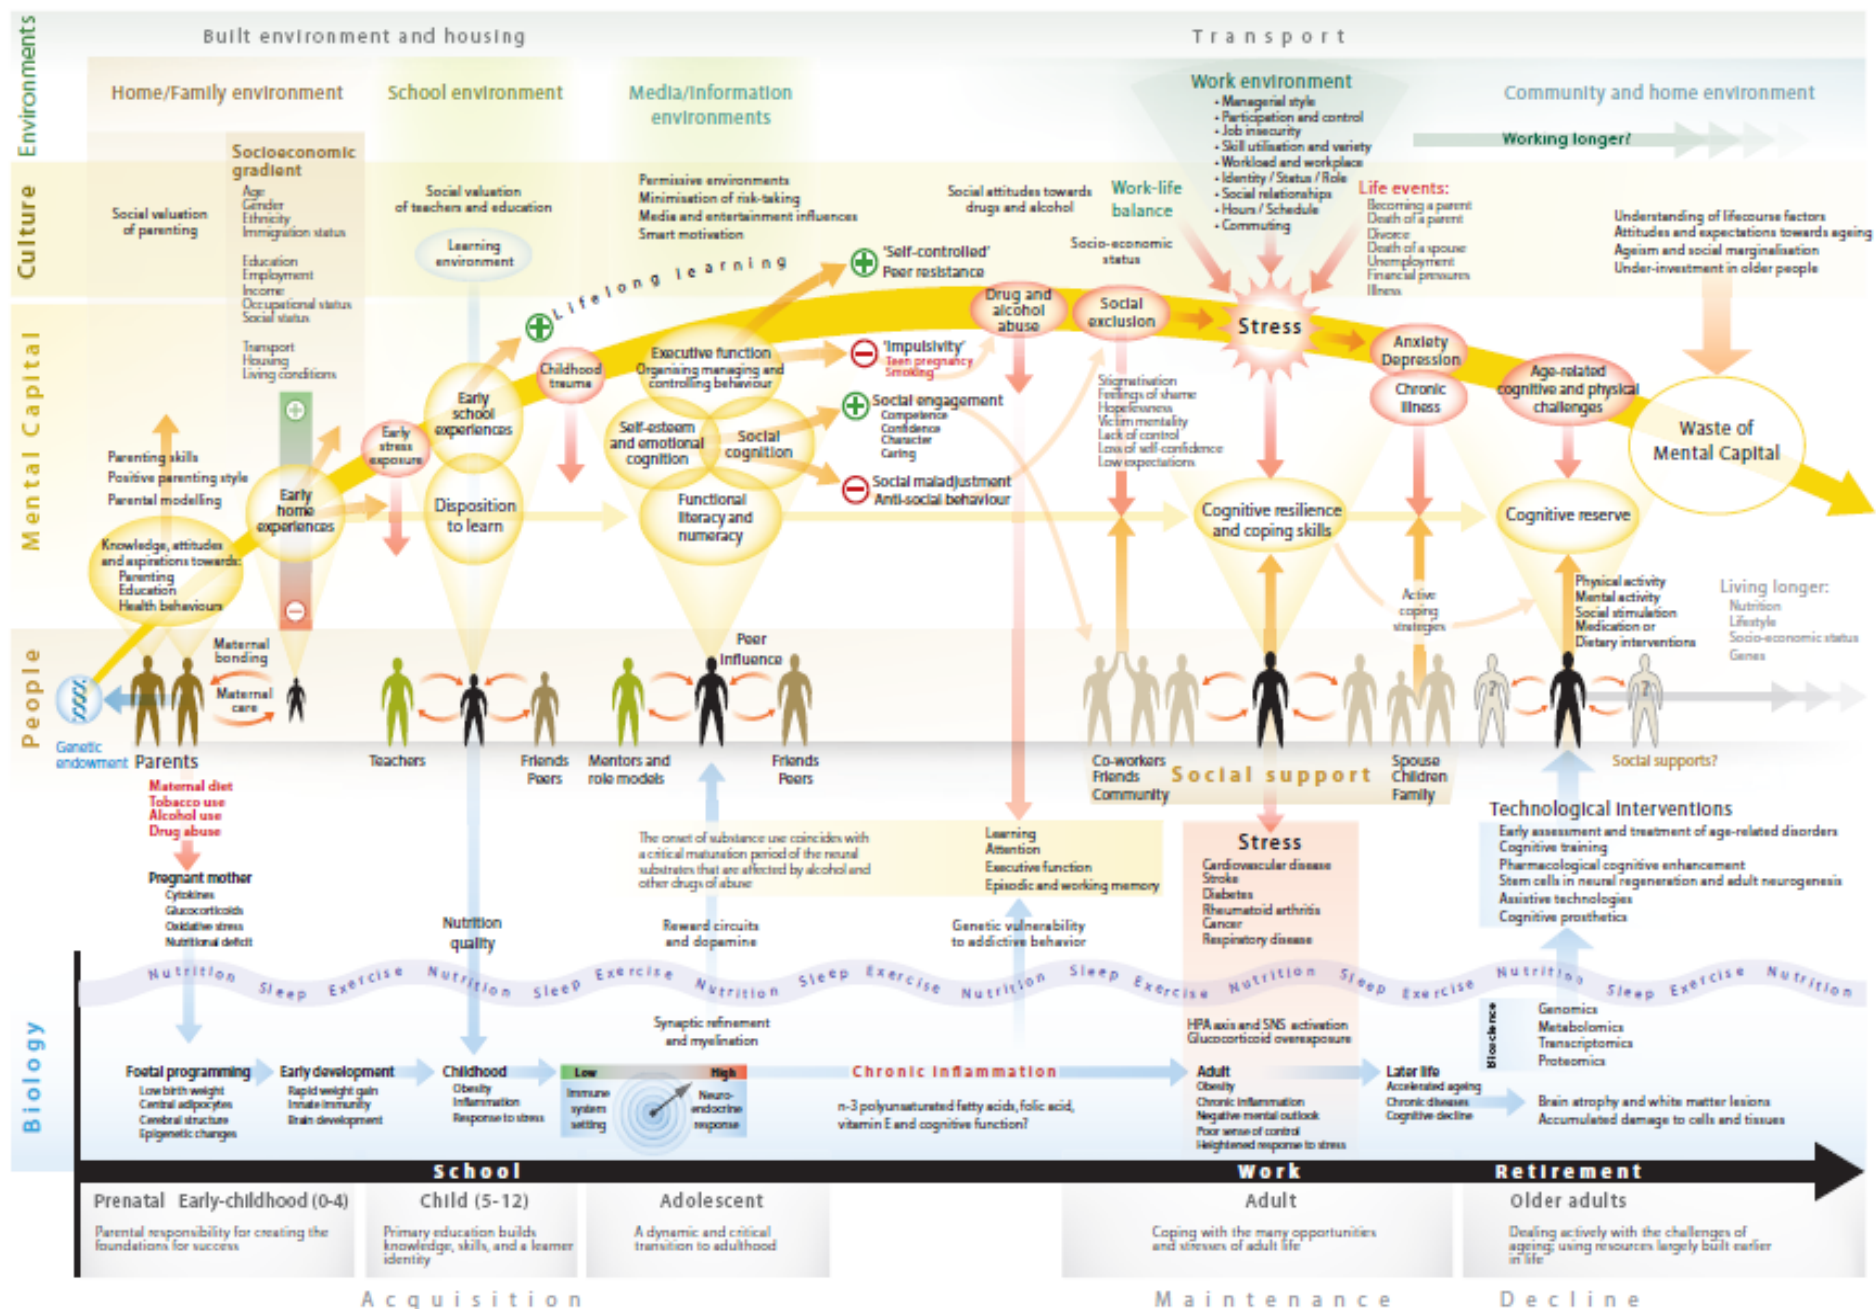 Environments
Built environment and housing
Transport
Home/Family environment
School environment
Media/Information
environments
Work environment
• Managerial style
• Participation and control
• Job insecurity
• Skill utilisation and variety
• Workload and workplace
• Identity / Status / Role
• Social relationships
• Hours / Schedule
• Commuting
Community and home environment
Working longer?
Culture
Social valuation
of parenting
Socioeconomic
gradient
Age
Gender
Ethnicity
Immigration status
Education
Employment
Income
Occupational status
Social status
Transport
Housing
Living conditions
Social valuation
of teachers and education
Learning
environment
Permissive environments
Minimisation of risk-taking
Media and entertainment influences
Smart motivation
Social attitudes towards
drugs and alcohol
Work-life
balance
Socio-economic
status
Life events:
Becoming a parent
Death of a parent
Divorce
Death of a spouse
Unemployment
Financial pressures
Illness
Understanding of lifecourse factors
Attitudes and expectations towards ageing
Ageism and social marginalisation
Under-investment in older people
Mental Capital
Lifelong learning
'Self-controlled'
Peer resistance
Drug and
alcohol
abuse
Social
exclusion
Stress
Anxiety
Depression
Chronic
illness
Age-related
cognitive and physical
challenges
Waste of
Mental Capital
Childhood
trauma
Executive function
Organising managing and
controlling behaviour
'Impulsivity'
Teen pregnancy
Smoking
Early
school
experiences
Early
stress
exposure
Self-esteem
and emotional
cognition
Social
cognition
Social engagement
Competence
Confidence
Character
Caring
Stigmatisation
Feelings of shame
Hopelessness
Victim mentality
Lack of control
Loss of self-confidence
Low expectations
Parenting skills
Positive parenting style
Parental modelling
Early
home
experiences
Disposition
to learn
Functional
literacy and
numeracy
Social maladjustment
Anti-social behaviour
Cognitive resilience
and coping skills
Cognitive reserve
Knowledge, attitudes
and aspirations towards:
Parenting
Education
Health behaviours
Active
coping
strategies
Physical activity
Mental activity
Social stimulation
Medication or
Dietary interventions
Living longer:
Nutrition
Lifestyle
Socio-economic status
Genes
People
Maternal
bonding
Maternal
care
Peer
influence
?
?
Genetic
endowment
Parents
Teachers
Friends
Peers
Mentors and
role models
Friends
Peers
Co-workers
Friends
Community
Social support
Spouse
Children
Family
Social supports?
Maternal diet
Tobacco use
Alcohol use
Drug abuse
Pregnant mother
Cytokines
Glucocorticoids
Oxidative stress
Nutritional deficit
Nutrition
quality
The onset of substance use coincides with
a critical maturation period of the neural
substrates that are affected by alcohol and
other drugs of abuse
Learning
Attention
Executive function
Episodic and working memory
Reward circuits
and dopamine
Genetic vulnerability
to addictive behavior
Stress
Cardiovascular disease
Stroke
Diabetes
Rheumatoid arthritis
Cancer
Respiratory disease
Technological Interventions
Early assessment and treatment of age-related disorders
Cognitive training
Pharmacological cognitive enhancement
Stem cells in neural regeneration and adult neurogenesis
Assistive technologies
Cognitive prosthetics
Nutrition Sleep Exercise Nutrition Sleep Exercise Nutrition Sleep Exercise Nutrition Sleep Exercise Nutrition Sleep Exercise Nutrition Sleep Exercise Nutrition
Biology
Synaptic refinement
and myelination
HPA axis and SNS activation
Glucocorticoid overexposure
Bioscience
Genomics
Metabolomics
Transcriptomics
Proteomics
Foetal programming
Low birth weight
Central adipocytes
Cerebral structure
Epigenetic changes
Early development
Rapid weight gain
Innate immunity
Brain development
Childhood
Obesity
Inflammation
Response to stress
Low
High
Immune
system
setting
Neuro-
endocrine
response
Chronic inflammation
n-3 polyunsaturated fatty acids, folic acid,
vitamin E and cognitive function?
Adult
Obesity
Chronic inflammation
Negative mental outlook
Poor sense of control
Heightened response to stress
Later life
Accelerated ageing
Chronic diseases
Cognitive decline
Brain atrophy and white matter lesions
Accumulated damage to cells and tissues
School
Work
Retirement
Prenatal Early-childhood (0-4)
Parental responsibility for creating the
foundations for success
Child (5-12)
Primary education builds
knowledge, skills, and a learner
identity
Adolescent
A dynamic and critical
transition to adulthood
Adult
Coping with the many opportunities
and stresses of adult life
Older adults
Dealing actively with the challenges of
ageing; using resources largely built earlier
in life
Acquisition
Maintenance
Decline